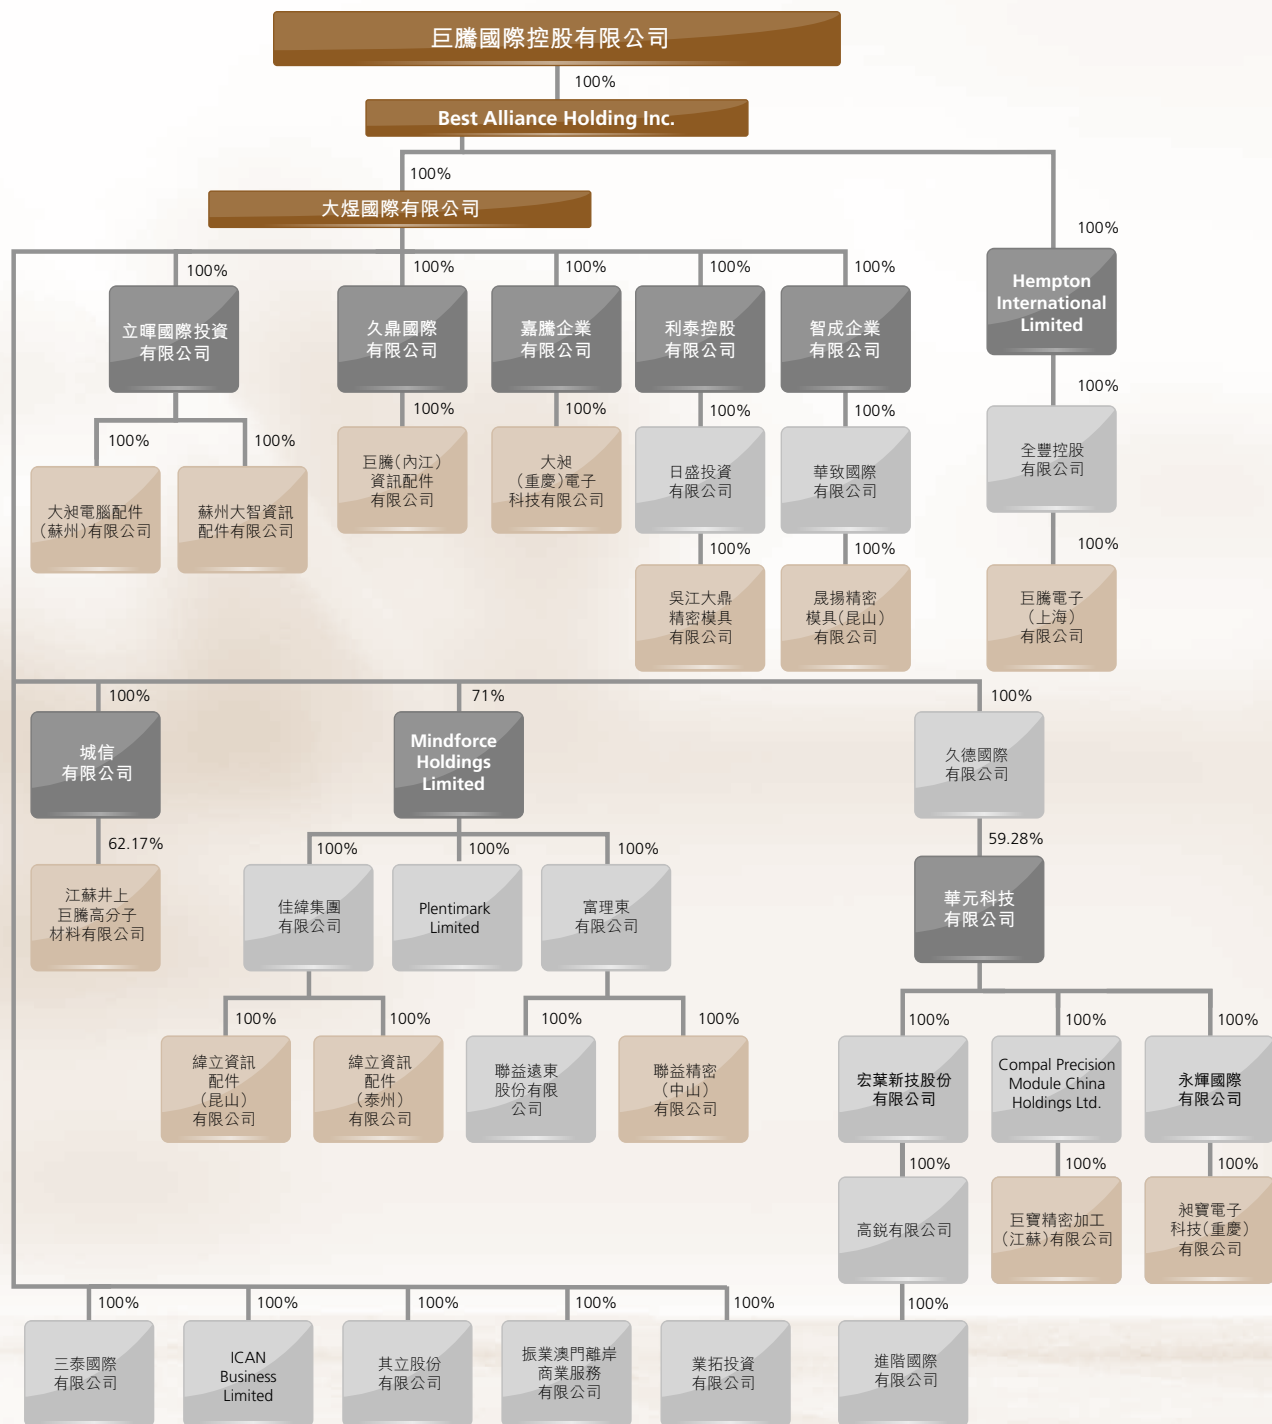 巨騰國際控股有限公司
100%
Best Alliance Holding Inc.
100%
大煜國際有限公司
100%
100%
100%
100%
100%
100%
立暉國際投資
有限公司
久鼎國際
有限公司
嘉騰企業
有限公司
利泰控股
有限公司
智成企業
有限公司
Hempton
International
Limited
100%
100%
100%
100%
100%
100%
100%
大昶電腦配件
（蘇州）有限公司
蘇州大智資訊
配件有限公司
巨騰（內江）
資訊配件
有限公司
大昶
（重慶）電子
科技有限公司
日盛投資
有限公司
華致國際
有限公司
全豐控股
有限公司
100%
100%
100%
吳江大鼎
精密模具
有限公司
晟揚精密
模具（昆山）
有限公司
巨騰電子
（上海）
有限公司
100%
71%
100%
城信
有限公司
Mindforce
Holdings
Limited
久德國際
有限公司
62.17%
100%
100%
100%
59.28%
江蘇井上
巨騰高分子
材料有限公司
佳緯集團
有限公司
Plentimark
Limited
富理東
有限公司
華元科技
有限公司
100%
100%
100%
100%
100%
100%
100%
緯立資訊
配件
（昆山）
有限公司
緯立資訊
配件
（泰州）
有限公司
聯益遠東
股份有限
公司
聯益精密
（中山）
有限公司
宏葉新技股份
有限公司
Compal Precision
Module China
Holdings Ltd.
永輝國際
有限公司
100%
100%
100%
高銳有限公司
巨寶精密加工
（江蘇）有限公司
昶寶電子
科技（重慶）
有限公司
100%
100%
100%
100%
100%
100%
三泰國際
有限公司
ICAN
Business
Limited
其立股份
有限公司
振業澳門離岸
商業服務
有限公司
業拓投資
有限公司
進階國際
有限公司